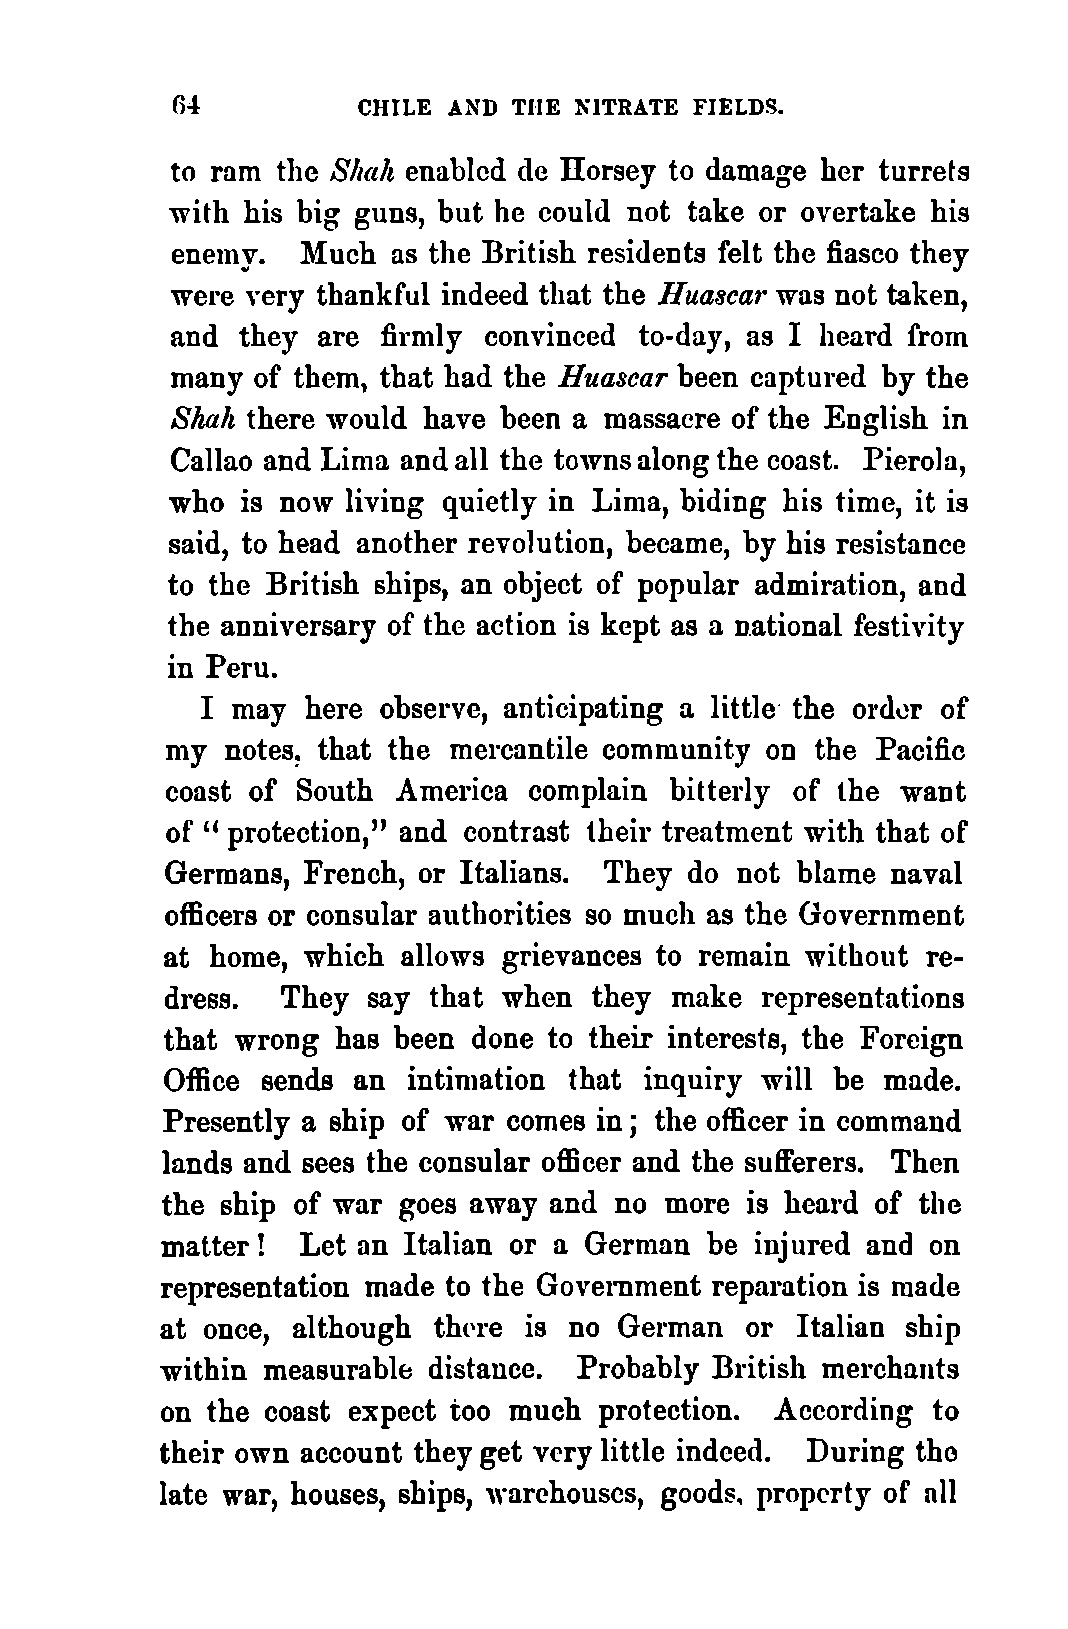 64 CHILE AND THE NITRATE FIELDS.
to ram the Shah enabled de Horsey to damage her turrets
with his big guns, but he could not take or overtake his
enemy. Much as the British residents felt the fiasco they
were very thankful indeed that the Huascar was not taken,
and they are firmly convinced to-day, as I heard from
many of them, that had the Huascar been captured by the
Shah there would have been a massacre of the English in
Callao and Lima and all the towns along the coast. Pierola,
who is now living quietly in Lima, biding his time, it is
said, to head another revolution, became, by his resistance
to the British ships, an object of popular admiration, and
the anniversary of the action is kept as a national festivity
in Peru.
I may here observe, anticipating a little the order of
my notes, that the mercantile community on the Pacific
coast of South America complain bitterly of the want
of " protection," and contrast their treatment with that of
Germans, French, or Italians. They do not blame naval
officers or consular authorities so much as the Government
at home, which allows grievances to remain without re-
dress. They say that when they make representations
that wrong has been done to their interests, the Foreign
Office sends an intimation that inquiry will be made.
Presently a ship of war comes in ; the officer in command
lands and sees the consular officer and the sufferers. Then
the ship of war goes away and no more is heard of the
matter ! Let an Italian or a German be injured and on
representation made to the Government reparation is made
at once, although there is no German or Italian ship
within measurable distance. Probably British merchants
on the coast expect too much protection. According to
their own account they get very little indeed. During the
late war, houses, ships, warehouses, goods, property of all